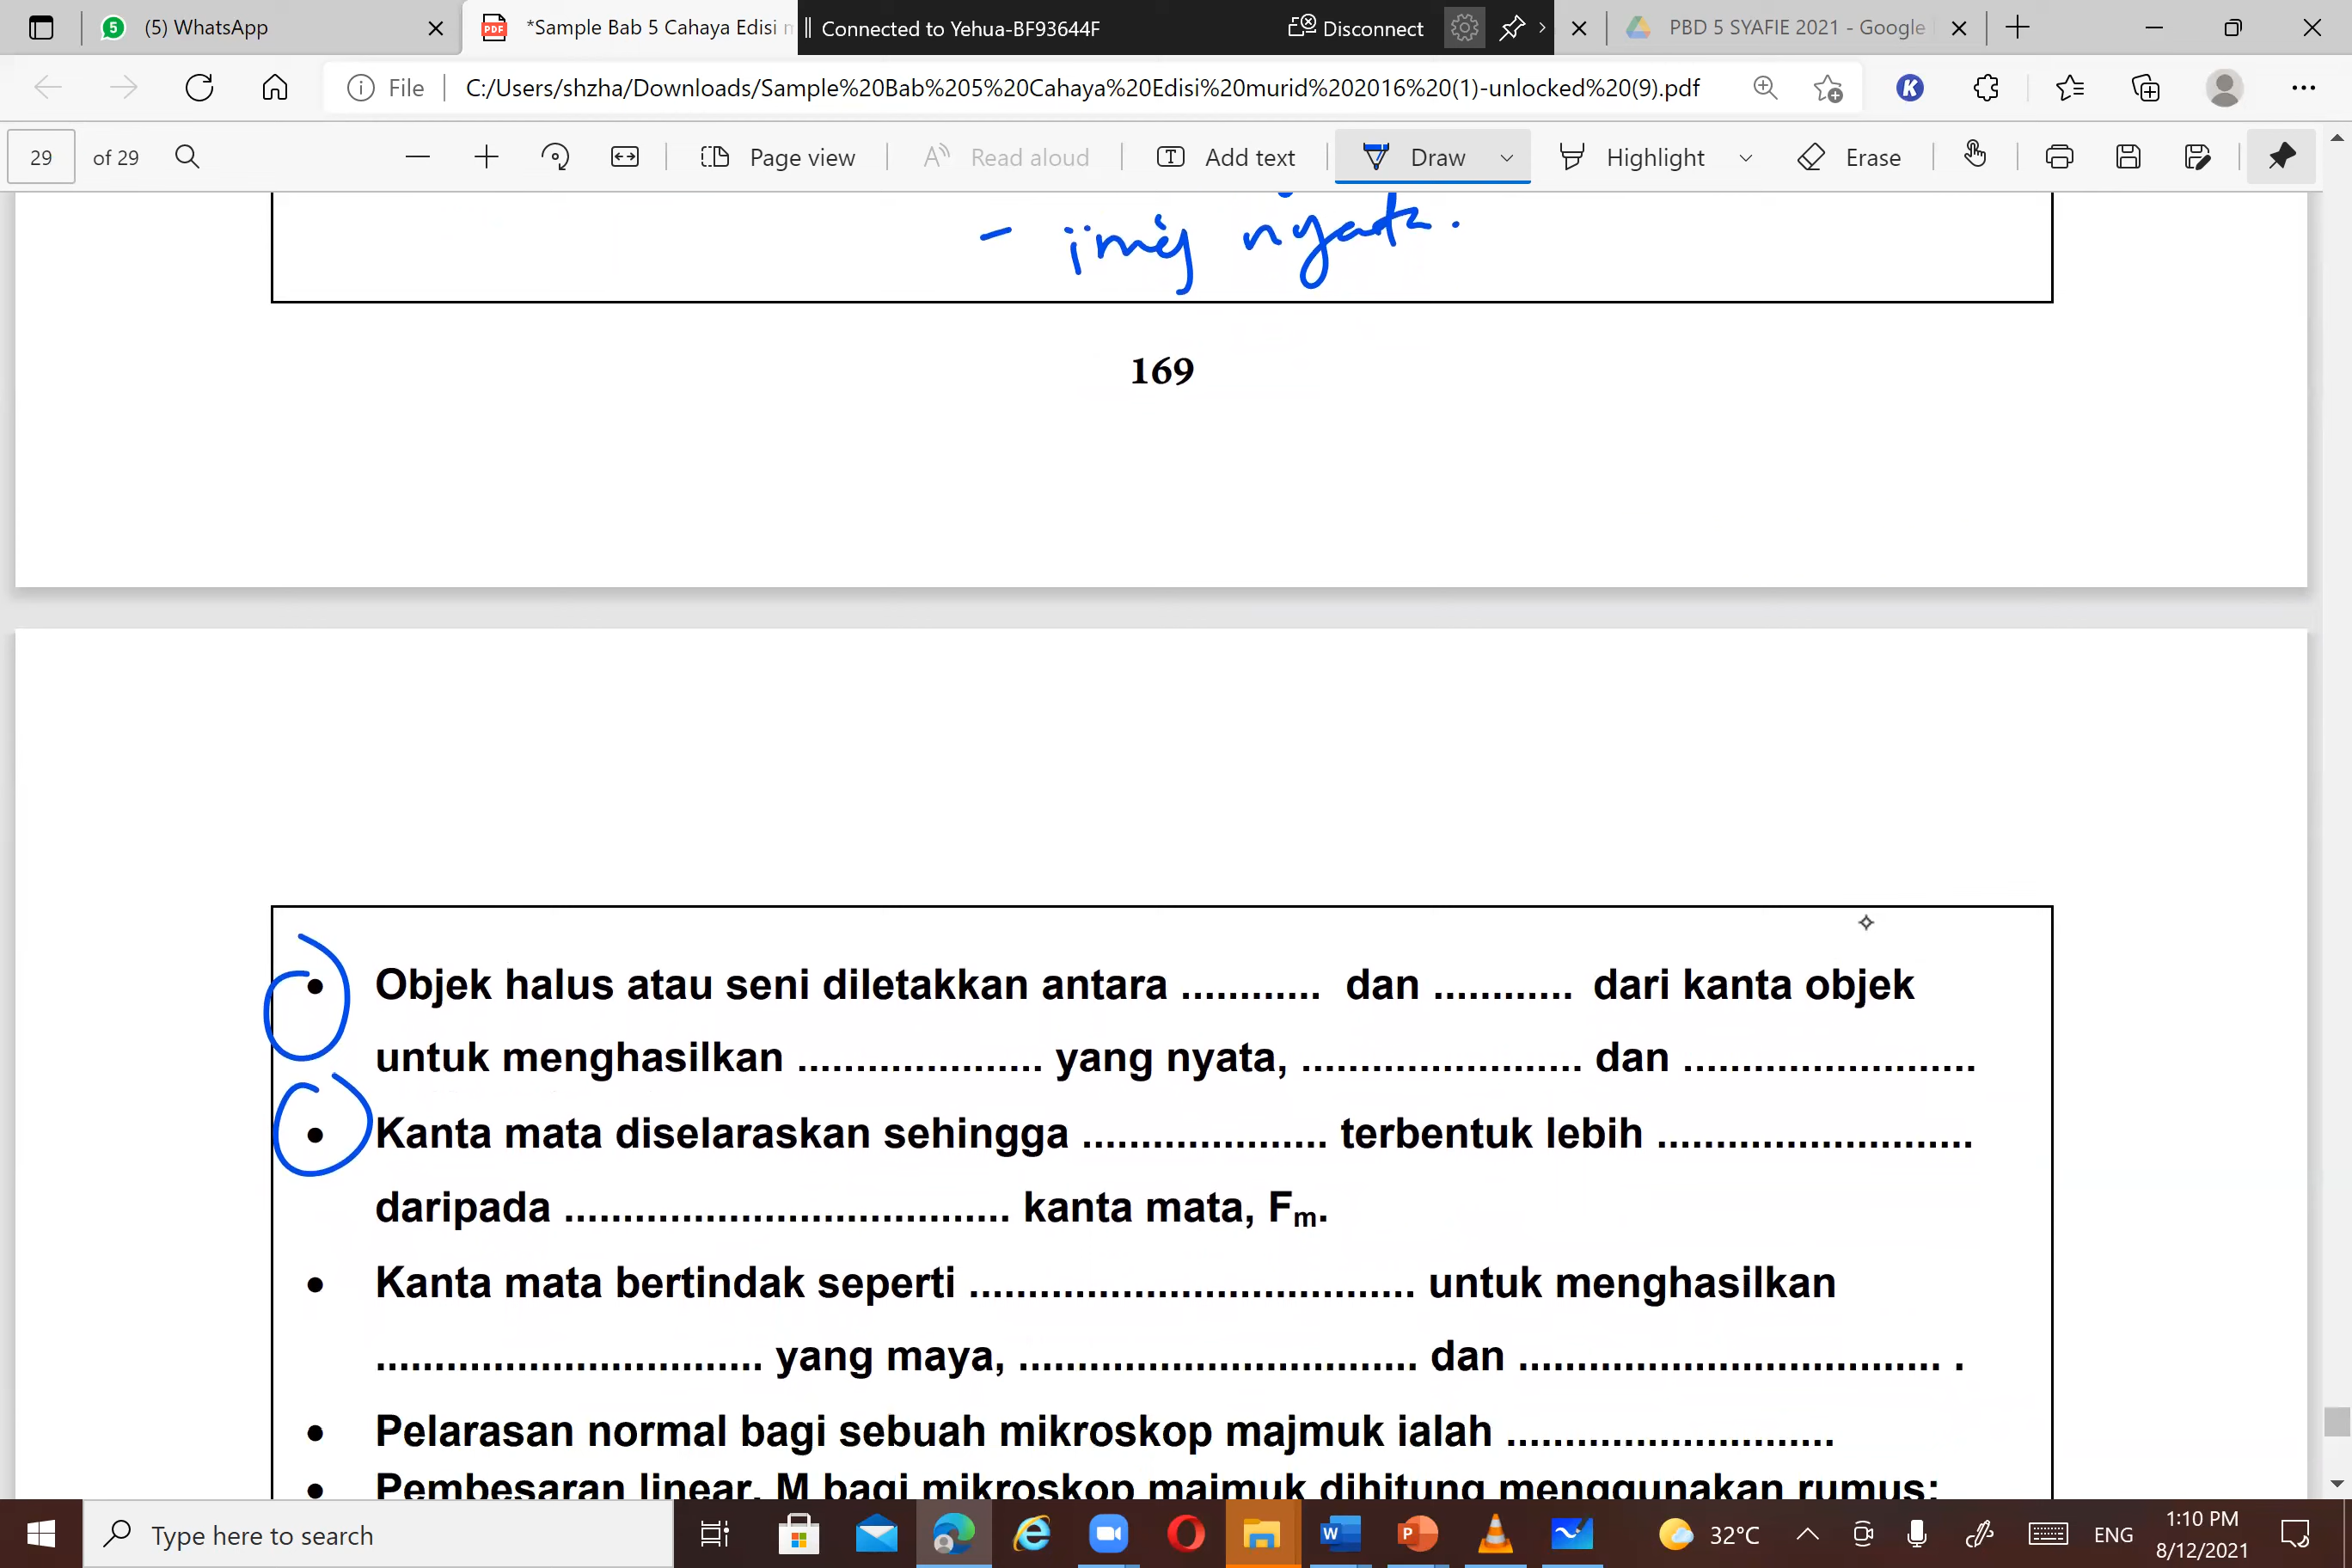 5 (5) WhatsApp
PDF *Sample Bab 5 Cahaya Edisi m
Connected to Yehua-BF93644F
Disconnect
PBD 5 SYAFIE 2021 - Google
File C:/Users/shzha/Downloads/Sample%20Bab%205%20Cahaya%20Edisi%20murid%202016%20(1)-unlocked%20(9).pdf
29 of 29 Page view Read aloud Add text Draw Highlight Erase
- imej nyata.
169
• Objek halus atau seni diletakkan antara ............ dan ............ dari kanta objek
untuk menghasilkan ..................... yang nyata, ........................ dan .........................
• Kanta mata diselaraskan sehingga ..................... terbentuk lebih ...........................
daripada ...................................... kanta mata, Fm.
• Kanta mata bertindak seperti ...................................... untuk menghasilkan
................................. yang maya, .................................. dan .................................... .
• Pelarasan normal bagi sebuah mikroskop majmuk ialah ............................
• Pembesaran linear, M bagi mikroskop majmuk dihitung menggunakan rumus:
Type here to search
32°C
ENG
1:10 PM
8/12/2021